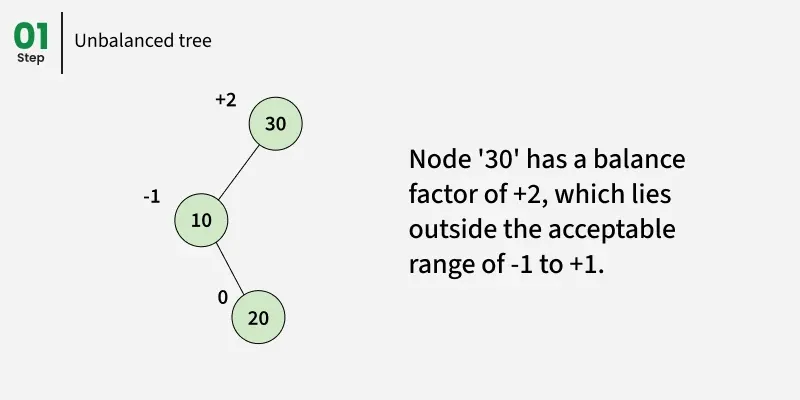 01
Step
Unbalanced tree
+2
30
-1
10
0
20
Node '30' has a balance
factor of +2, which lies
outside the acceptable
range of -1 to +1.